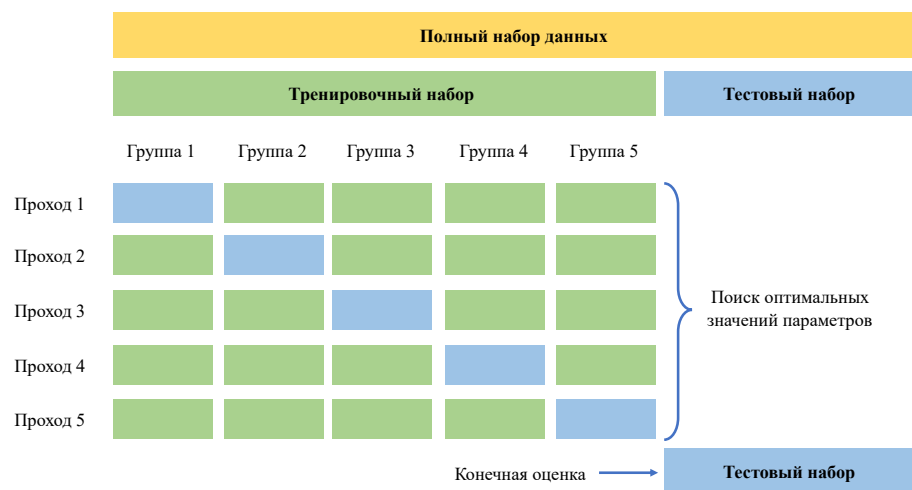 Полный набор данных
Тренировочный набор
Тестовый набор
Группа 1
Группа 2
Группа 3
Группа 4
Группа 5
Проход 1
Проход 2
Проход 3
Проход 4
Проход 5
Поиск оптимальных
значений параметров
Конечная оценка
Тестовый набор